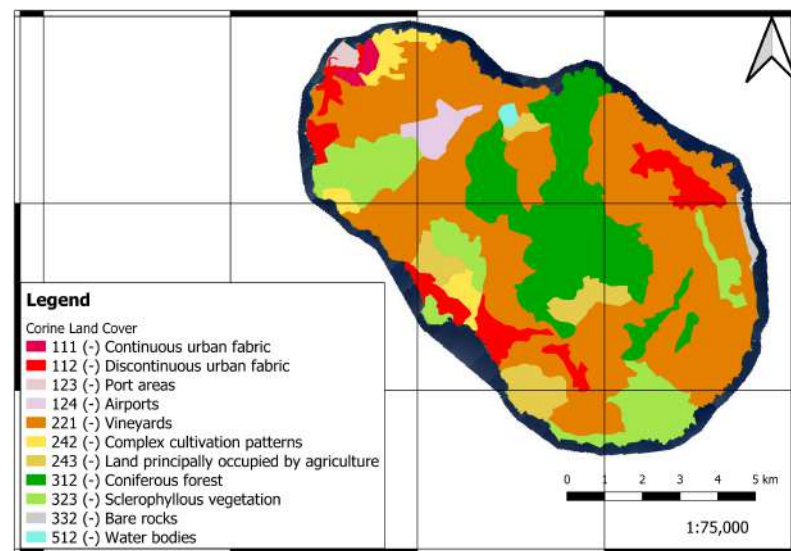 Legend
Corine Land Cover
111 (-) Continuous urban fabric
112 (-) Discontinuous urban fabric
123 (-) Port areas
124 (-) Airports
221 (-) Vineyards
242 (-) Complex cultivation patterns
243 (-) Land principally occupied by agriculture
312 (-) Coniferous forest
323 (-) Sclerophyllous vegetation
332 (-) Bare rocks
512 (-) Water bodies
0 1 2 3 4 5 km
1:75,000